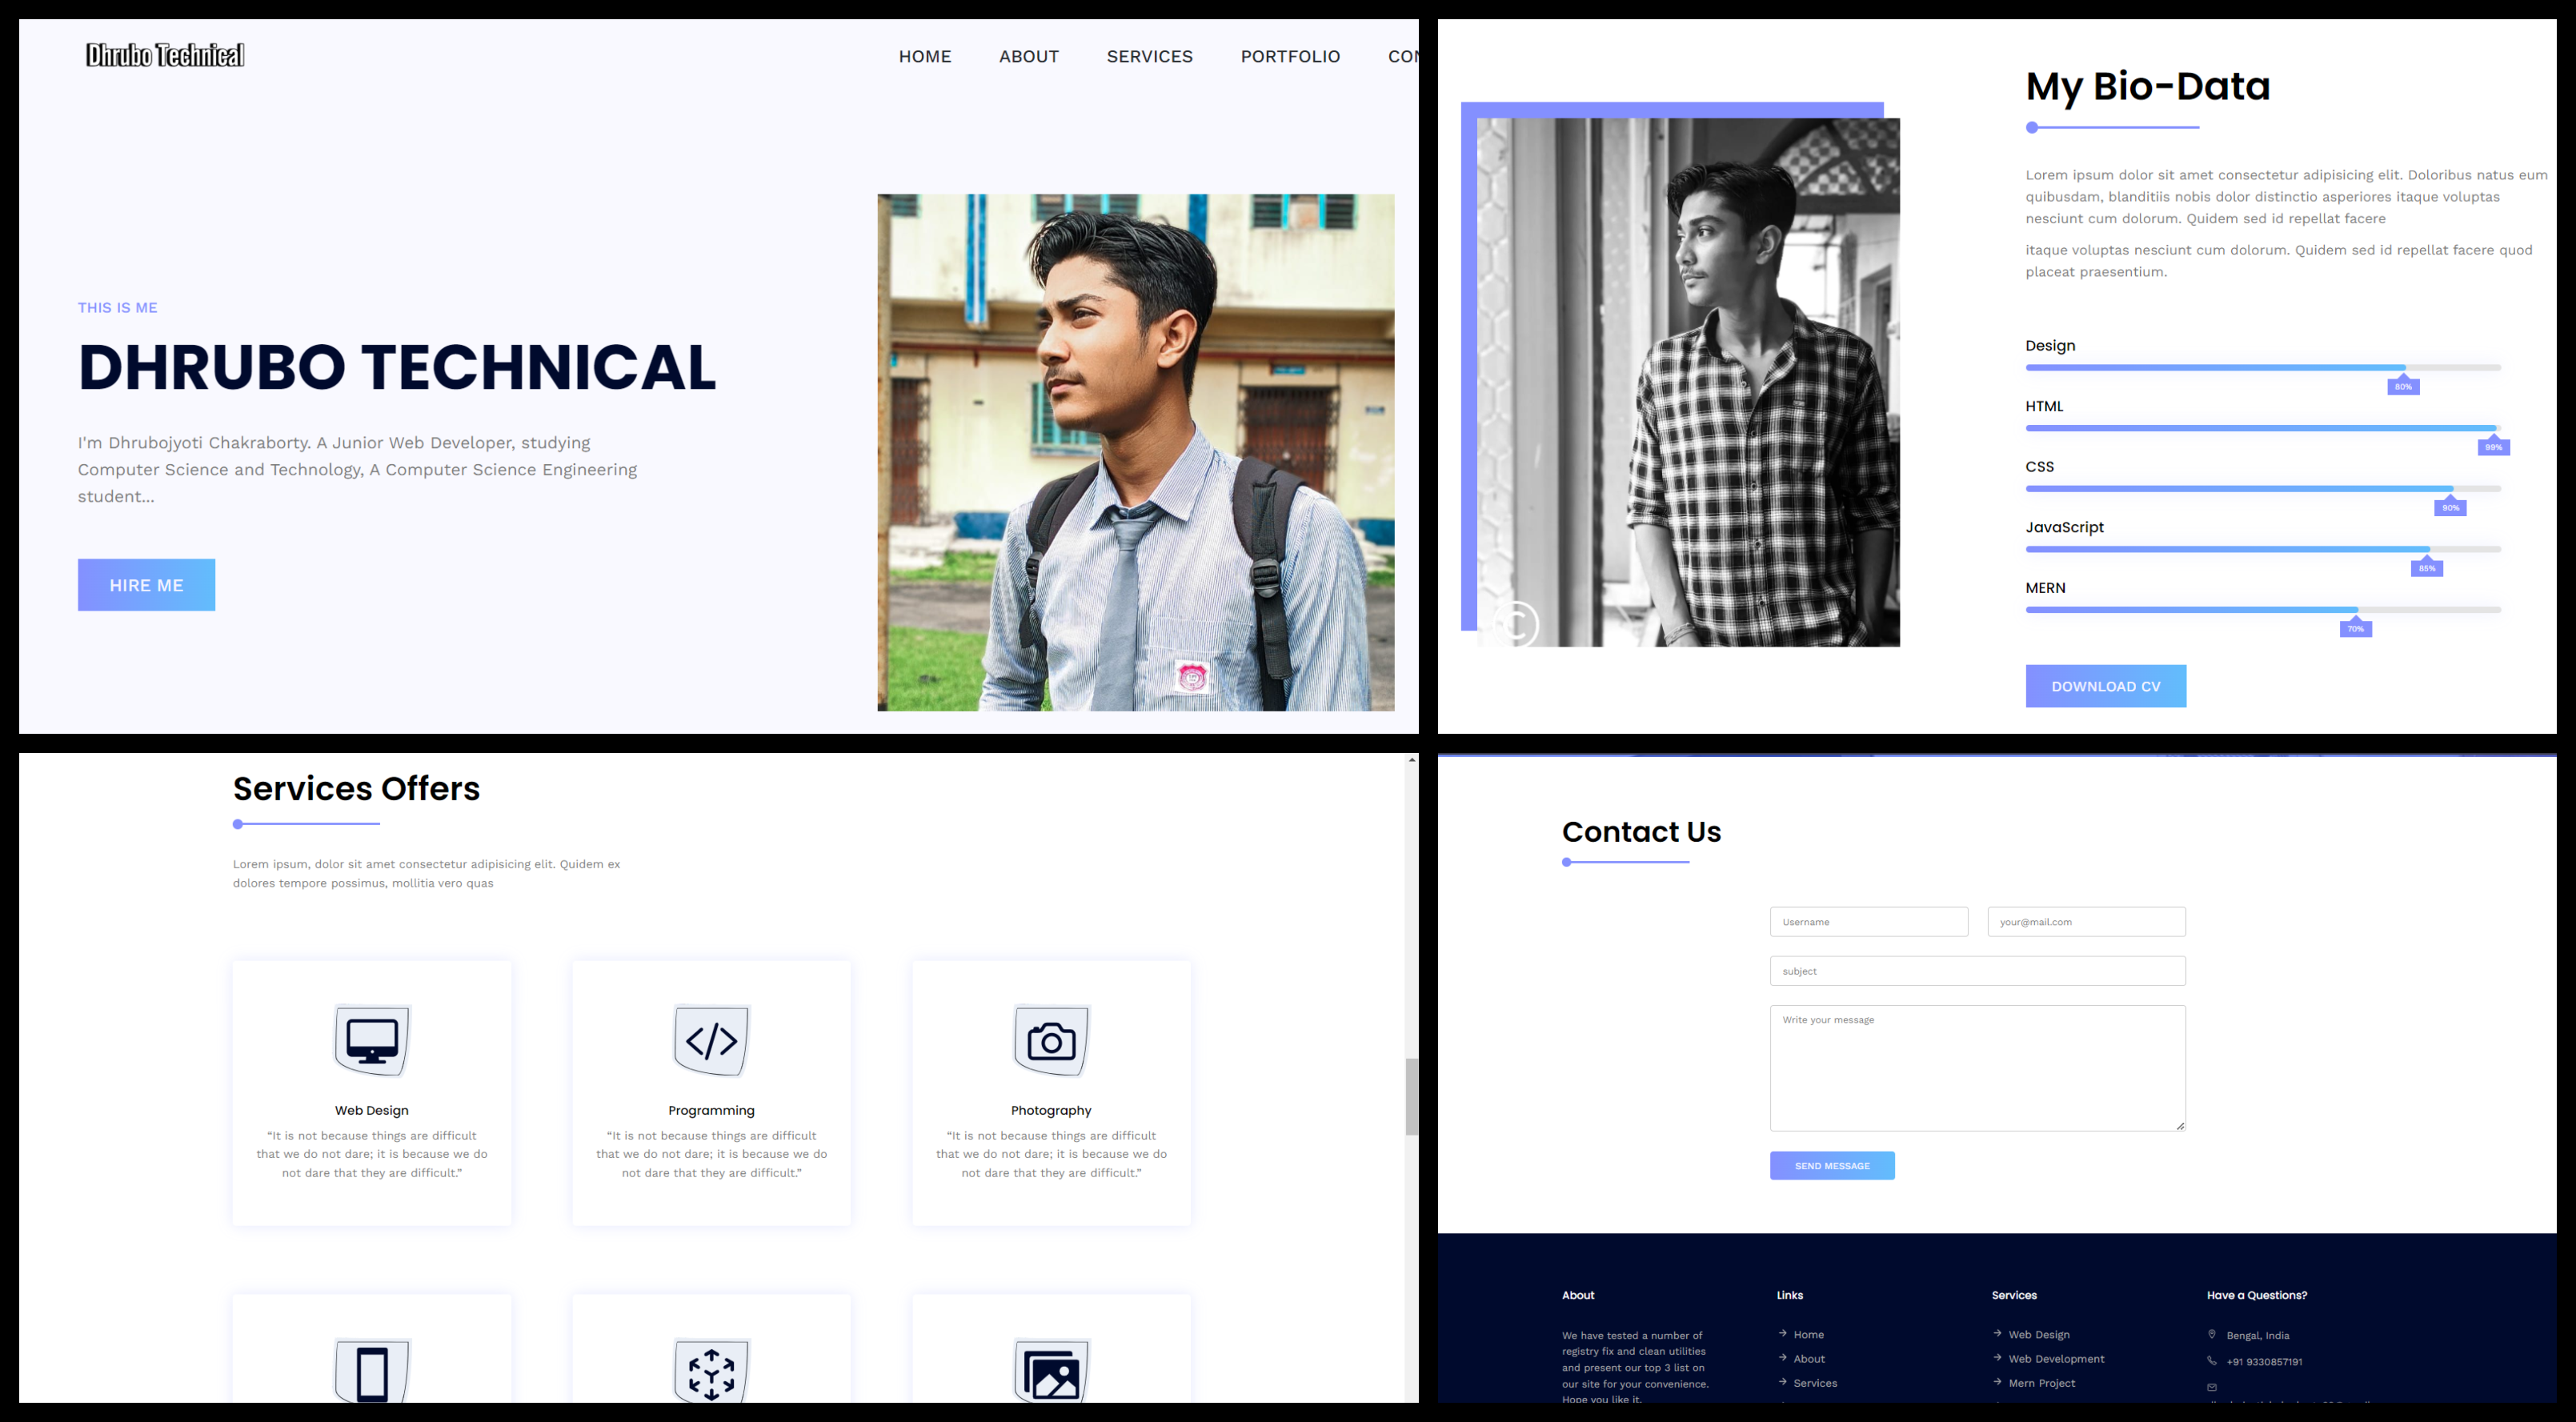 Dhrubo Technical
HOME ABOUT SERVICES PORTFOLIO CON
THIS IS ME
DHRUBO TECHNICAL
I'm Dhrubojyoti Chakraborty. A Junior Web Developer, studying
Computer Science and Technology, A Computer Science Engineering
student...
HIRE ME
My Bio-Data
Lorem ipsum dolor sit amet consectetur adipisicing elit. Doloribus natus eum
quibusdam, blanditiis nobis dolor distinctio asperiores itaque voluptas
nesciunt cum dolorum. Quidem sed id repellat facere
itaque voluptas nesciunt cum dolorum. Quidem sed id repellat facere quod
placeat praesentium.
Design
80%
HTML
99%
CSS
90%
JavaScript
85%
MERN
70%
©
DOWNLOAD CV
Services Offers
Lorem ipsum, dolor sit amet consectetur adipisicing elit. Quidem ex
dolores tempore possimus, mollitia vero quas
Web Design
“It is not because things are difficult
that we do not dare; it is because we do
not dare that they are difficult.”
Programming
“It is not because things are difficult
that we do not dare; it is because we do
not dare that they are difficult.”
Photography
“It is not because things are difficult
that we do not dare; it is because we do
not dare that they are difficult.”
Contact Us
Username
your@mail.com
subject
Write your message
SEND MESSAGE
About
We have tested a number of
registry fix and clean utilities
and present our top 3 list on
our site for your convenience.
Hope you like it.
Links
Home
About
Services
Services
Web Design
Web Development
Mern Project
Have a Questions?
Bengal, India
+91 9330857191